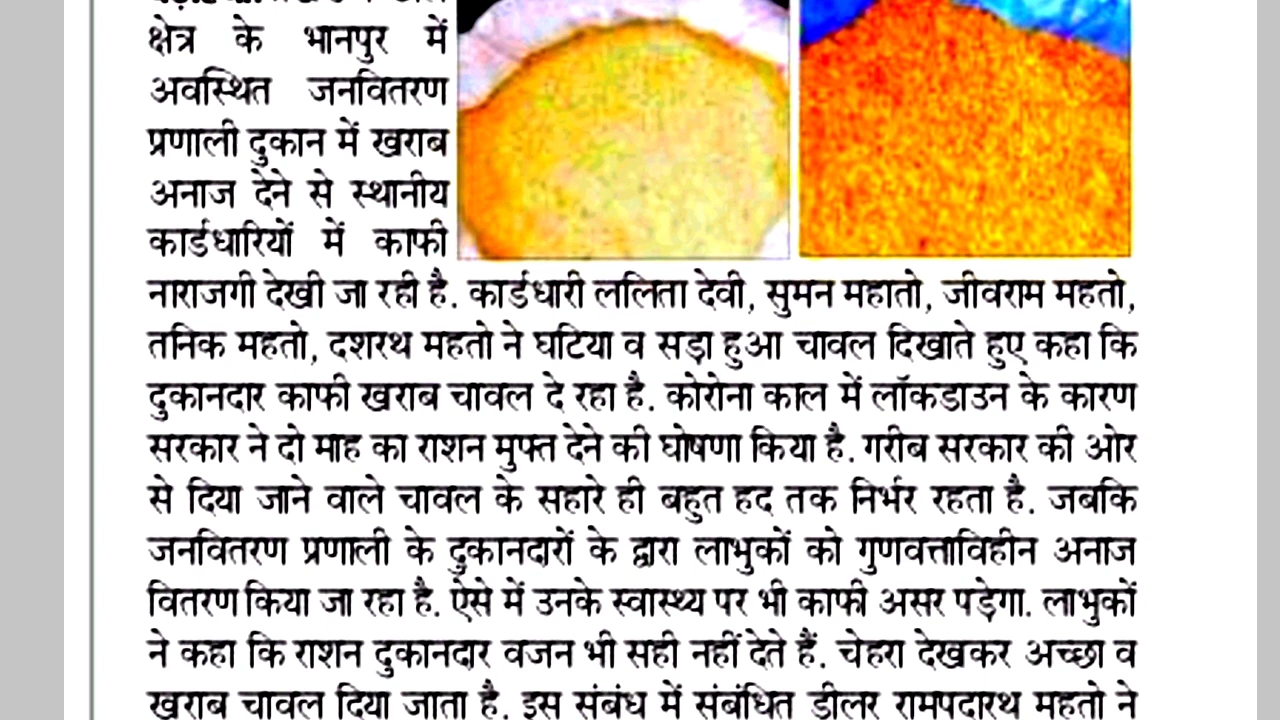 क्षेत्र के भानपुर में
अवस्थित जनवितरण
प्रणाली दुकान में खराब
अनाज देने से स्थानीय
कार्डधारियों में काफी
नाराजगी देखी जा रही है. कार्डधारी ललिता देवी, सुमन महातो, जीवराम महतो,
तनिक महतो, दशरथ महतो ने घटिया व सड़ा हुआ चावल दिखाते हुए कहा कि
दुकानदार काफी खराब चावल दे रहा है. कोरोना काल में लॉकडाउन के कारण
सरकार ने दो माह का राशन मुफ्त देने की घोषणा किया है. गरीब सरकार की ओर
से दिया जाने वाले चावल के सहारे ही बहुत हद तक निर्भर रहता है. जबकि
जनवितरण प्रणाली के दुकानदारों के द्वारा लाभुकों को गुणवत्ताविहीन अनाज
वितरण किया जा रहा है. ऐसे में उनके स्वास्थ्य पर भी काफी असर पड़ेगा. लाभुकों
ने कहा कि राशन दुकानदार वजन भी सही नहीं देते हैं. चेहरा देखकर अच्छा व
खराब चावल दिया जाता है. इस संबंध में संबंधित डीलर रामपदारथ महतो ने